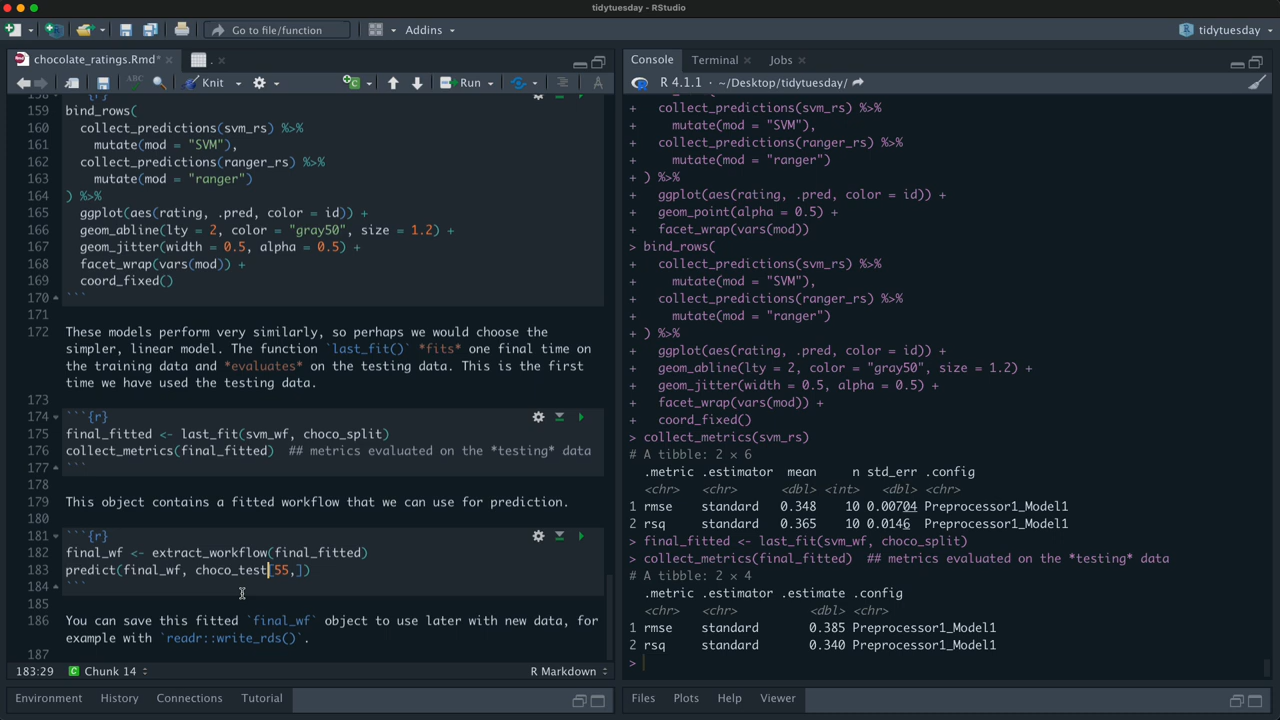 tidytuesday - RStudio
Go to file/function
Addins
tidytuesday
chocolate_ratings.Rmd*
.
ABC
Knit
Run
158 ```{r}
159 bind_rows(
160 collect_predictions(svm_rs) %>%
161 mutate(mod = "SVM"),
162 collect_predictions(ranger_rs) %>%
163 mutate(mod = "ranger")
164 ) %>%
165 ggplot(aes(rating, .pred, color = id)) +
166 geom_abline(lty = 2, color = "gray50", size = 1.2) +
167 geom_jitter(width = 0.5, alpha = 0.5) +
168 facet_wrap(vars(mod)) +
169 coord_fixed()
170 ```
171
172 These models perform very similarly, so perhaps we would choose the
simpler, linear model. The function `last_fit()` *fits* one final time on
the training data and *evaluates* on the testing data. This is the first
time we have used the testing data.
173
174 ```{r}
175 final_fitted <- last_fit(svm_wf, choco_split)
176 collect_metrics(final_fitted)  ## metrics evaluated on the *testing* data
177 ```
178
179 This object contains a fitted workflow that we can use for prediction.
180
181 ```{r}
182 final_wf <- extract_workflow(final_fitted)
183 predict(final_wf, choco_test[55,])
184 ```
185
186 You can save this fitted `final_wf` object to use later with new data, for
example with `readr::write_rds()`.
187
183:29
Chunk 14
R Markdown
Environment History Connections Tutorial
Console Terminal Jobs
R 4.1.1 · ~/Desktop/tidytuesday/
+ collect_predictions(svm_rs) %>%
+ mutate(mod = "SVM"),
+ collect_predictions(ranger_rs) %>%
+ mutate(mod = "ranger")
+ ) %>%
+ ggplot(aes(rating, .pred, color = id)) +
+ geom_point(alpha = 0.5) +
+ facet_wrap(vars(mod))
> bind_rows(
+ collect_predictions(svm_rs) %>%
+ mutate(mod = "SVM"),
+ collect_predictions(ranger_rs) %>%
+ mutate(mod = "ranger")
+ ) %>%
+ ggplot(aes(rating, .pred, color = id)) +
+ geom_abline(lty = 2, color = "gray50", size = 1.2) +
+ geom_jitter(width = 0.5, alpha = 0.5) +
+ facet_wrap(vars(mod)) +
+ coord_fixed()
> collect_metrics(svm_rs)
# A tibble: 2 × 6
.metric .estimator mean n std_err .config
<chr> <chr> <dbl> <int> <dbl> <chr>
1 rmse standard 0.348 10 0.00704 Preprocessor1_Model1
2 rsq standard 0.365 10 0.0146 Preprocessor1_Model1
> final_fitted <- last_fit(svm_wf, choco_split)
> collect_metrics(final_fitted)  ## metrics evaluated on the *testing* data
# A tibble: 2 × 4
.metric .estimator .estimate .config
<chr> <chr> <dbl> <chr>
1 rmse standard 0.385 Preprocessor1_Model1
2 rsq standard 0.340 Preprocessor1_Model1
>
Files Plots Help Viewer